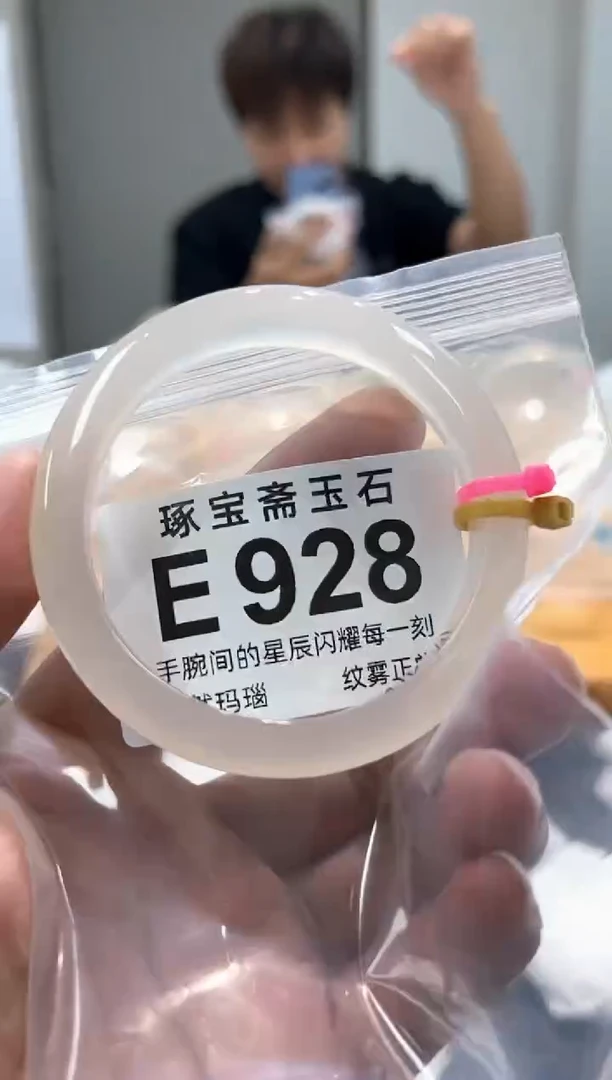 琢宝斋玉石
E928
手腕间的星辰闪耀每一刻
玛瑙 纹雾正